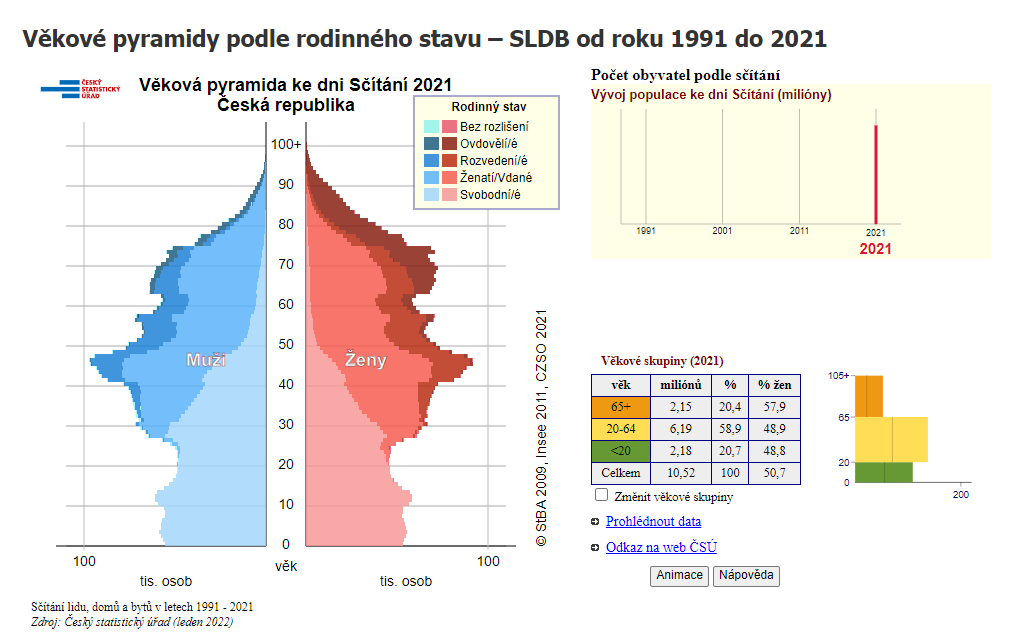 Věkové pyramidy podle rodinného stavu – SLDB od roku 1991 do 2021
ČESKÝ
STATISTICKÝ
ÚŘAD
Věková pyramida ke dni Sčítání 2021
Česká republika
Rodinný stav
Bez rozlišení
Ovdovělí/é
Rozvedení/é
Ženatí/Vdané
Svobodní/é
100+
90
80
70
60
50
40
30
20
10
0
Muži
Ženy
100
věk
100
tis. osob
tis. osob
© StBA 2009, Insee 2011, CZSO 2021
Sčítání lidu, domů a bytů v letech 1991 - 2021
Zdroj: Český statistický úřad (leden 2022)
Počet obyvatel podle sčítání
Vývoj populace ke dni Sčítání (milióny)
1991 2001 2011 2021
2021
Věkové skupiny (2021)
věk miliónů % % žen
65+ 2,15 20,4 57,9
20-64 6,19 58,9 48,9
<20 2,18 20,7 48,8
Celkem 10,52 100 50,7
105+
65
20
0
200
Změnit věkové skupiny
Prohlédnout data
Odkaz na web ČSÚ
Animace Nápověda